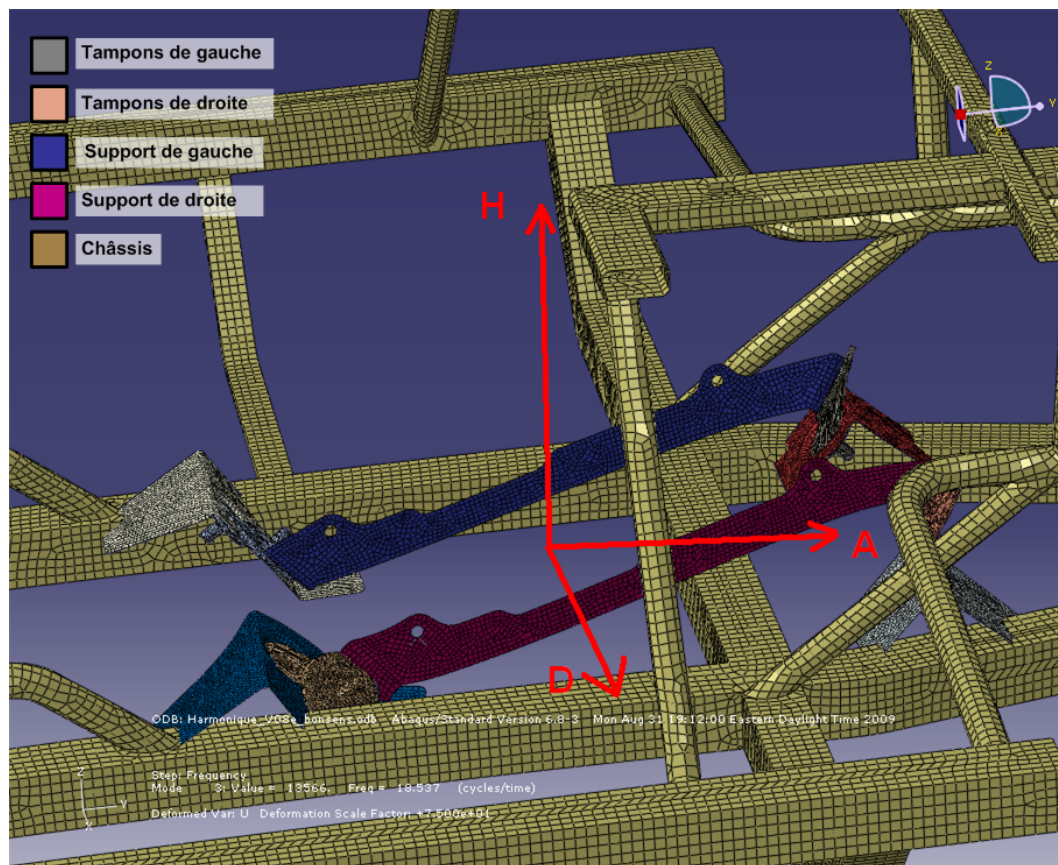 Tampons de gauche
Tampons de droite
Support de gauche
Support de droite
Châssis
H
A
D
Z
Y
X
ODB: Harmonique_V08e_bonsens.odb Abaqus/Standard Version 6.8-3 Mon Aug 31 19:12:00 Eastern Daylight Time 2009
Z
Y
X
Step: Frequency
Mode 3: Value = 13566. Freq = 18.537 (cycles/time)
Deformed Var: U Deformation Scale Factor: +7.500e+01